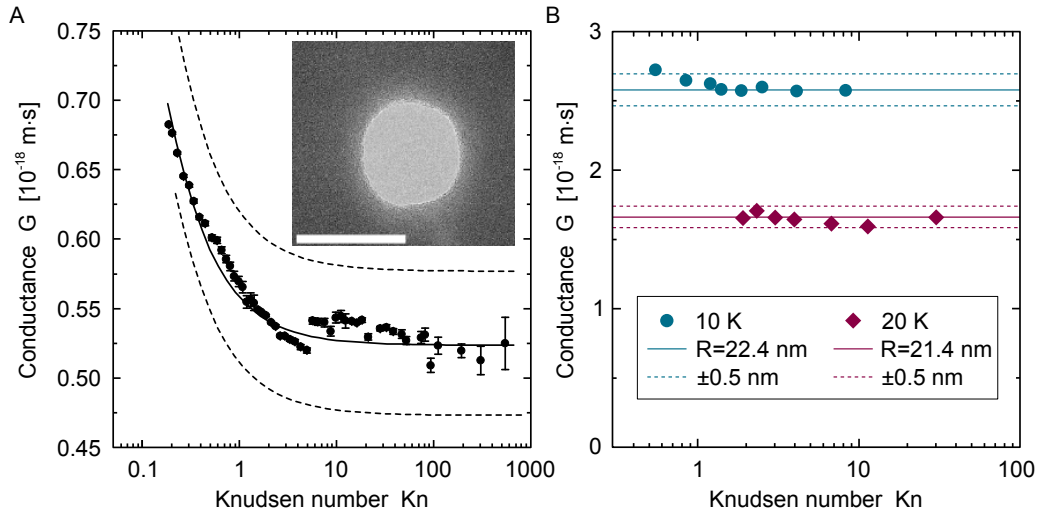 A
B
0.75
0.70
0.65
0.60
0.55
0.50
0.45
Conductance G [10⁻¹⁸ m·s]
0.1 1 10 100 1000
Knudsen number Kn
3
2
1
0
Conductance G [10⁻¹⁸ m·s]
10 K 20 K
R=22.4 nm R=21.4 nm
±0.5 nm ±0.5 nm
1 10 100
Knudsen number Kn